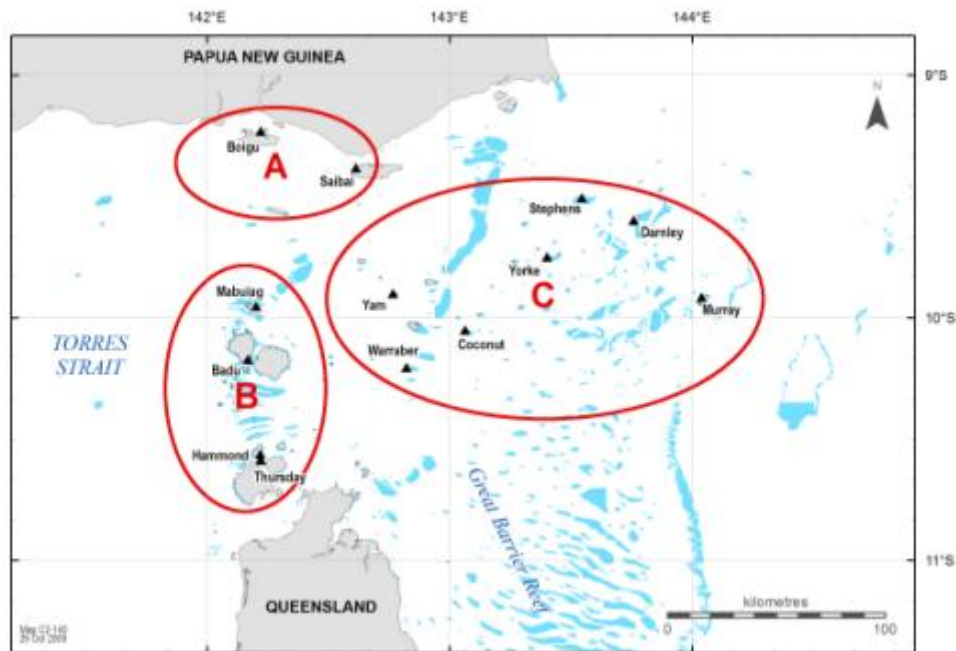 142°E
143°E
144°E
PAPUA NEW GUINEA
9°S
N
Boigu
A
Saibai
Stephens
Darnley
Yorke
C
Mabuiag
Yam
Murray
10°S
TORRES
STRAIT
Coconut
Warraber
Badu
B
Hammond
Thursday
Great Barrier Reef
11°S
QUEENSLAND
kilometres
0
100